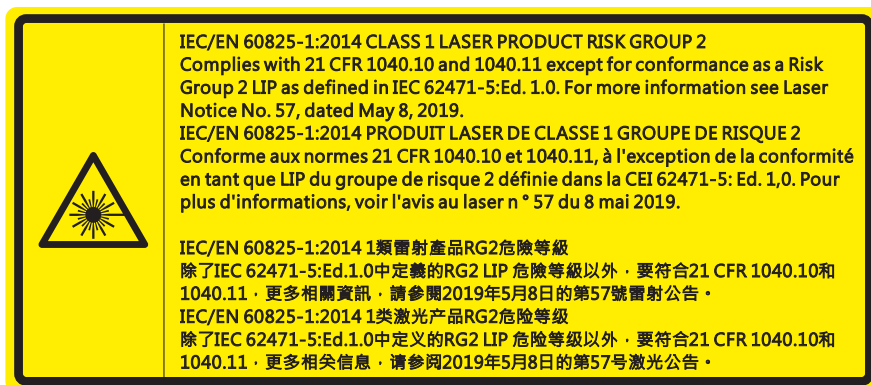 IEC/EN 60825-1:2014 CLASS 1 LASER PRODUCT RISK GROUP 2
Complies with 21 CFR 1040.10 and 1040.11 except for conformance as a Risk
Group 2 LIP as defined in IEC 62471-5:Ed. 1.0. For more information see Laser
Notice No. 57, dated May 8, 2019.
IEC/EN 60825-1:2014 PRODUIT LASER DE CLASSE 1 GROUPE DE RISQUE 2
Conforme aux normes 21 CFR 1040.10 et 1040.11, à l'exception de la conformité
en tant que LIP du groupe de risque 2 définie dans la CEI 62471-5: Ed. 1,0. Pour
plus d'informations, voir l'avis au laser n ° 57 du 8 mai 2019.
IEC/EN 60825-1:2014 1類雷射產品RG2危險等級
除了IEC 62471-5:Ed.1.0中定義的RG2 LIP 危險等級以外，要符合21 CFR 1040.10和
1040.11，更多相關資訊，請參閱2019年5月8日的第57號雷射公告。
IEC/EN 60825-1:2014 1类激光产品RG2危险等级
除了IEC 62471-5:Ed.1.0中定义的RG2 LIP 危险等级以外，要符合21 CFR 1040.10和
1040.11，更多相关信息，请参阅2019年5月8日的第57号激光公告。